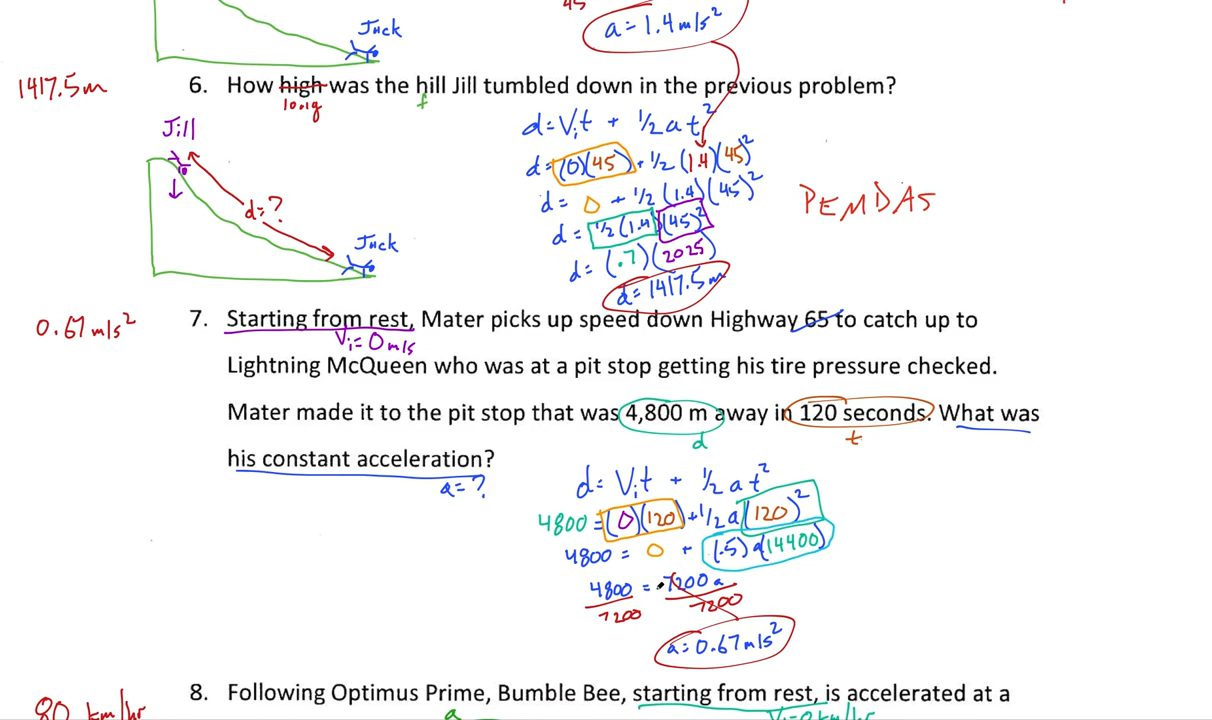 Jack
45
a = 1.4 m/s²
1417.5m
6. How high was the hill Jill tumbled down in the previous problem?
long
f
Jill
d=?
Jack
d=Vᵢt + ½at²
d=(0)(45) + ½(1.4)(45)²
d= 0 + ½(1.4)(45)²
d= ½(1.4)(45)²
d= (.7)(2025)
d=1417.5m
PEMDAS
0.67m/s²
7. Starting from rest, Mater picks up speed down Highway 65 to catch up to
Vᵢ=0m/s
Lightning McQueen who was at a pit stop getting his tire pressure checked.
Mater made it to the pit stop that was 4,800 m away in 120 seconds. What was
d
t
his constant acceleration?
a=?
d= Vᵢt + ½at²
4800 = (0)(120)+½a(120)²
4800 = 0 + (.5)a(14400)
4800 = 7200a
7200 7200
a=0.67m/s²
80 km/hr
8. Following Optimus Prime, Bumble Bee, starting from rest, is accelerated at a
a
Vᵢ=0km/hr